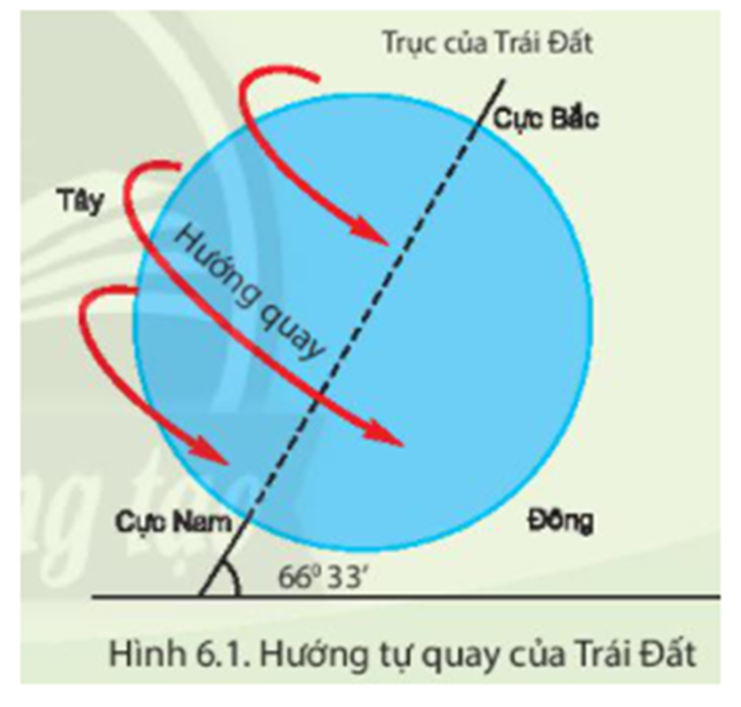 Trục của Trái Đất
Cực Bắc
Tây
Hướng quay
Cực Nam
Đông
66⁰ 33′
Hình 6.1. Hướng tự quay của Trái Đất